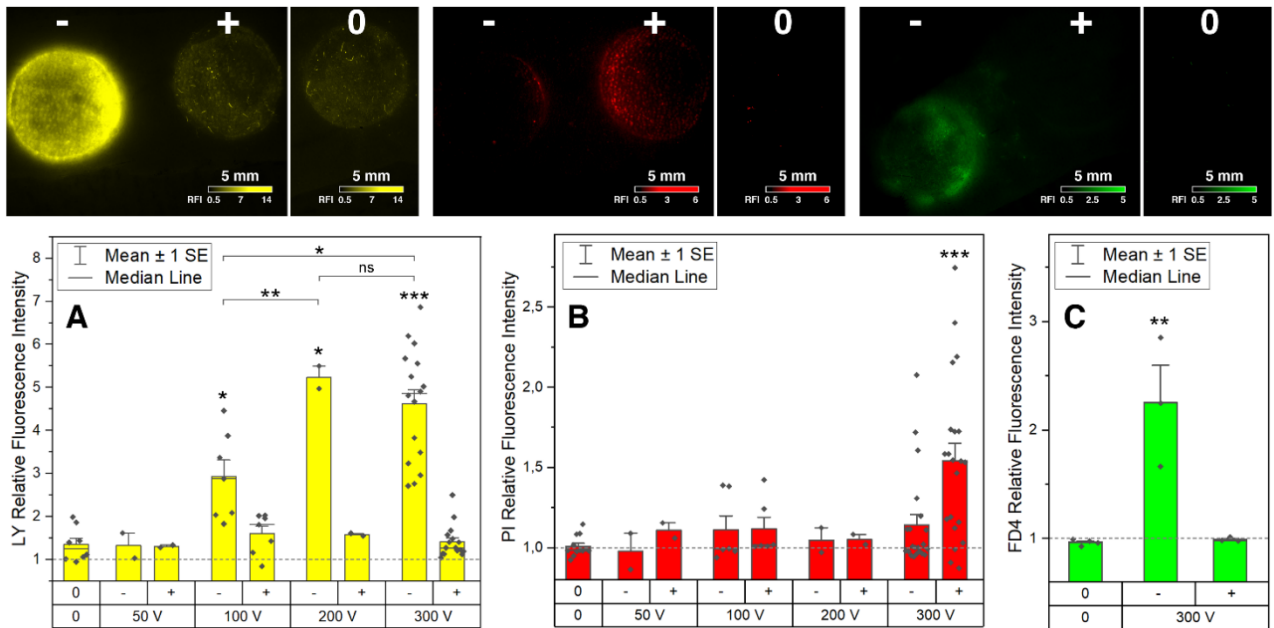 - + 0
5 mm 5 mm
RFI 0.5 7 14 RFI 0.5 7 14
- + 0
5 mm 5 mm
RFI 0.5 3 6 RFI 0.5 3 6
- + 0
5 mm 5 mm
RFI 0.5 2.5 5 RFI 0.5 2.5 5
LY Relative Fluorescence Intensity
8
7
6
5
4
3
2
1
Mean ± 1 SE
Median Line
A
*
ns
**
***
*
*
0 - + - + - + - +
0 50 V 100 V 200 V 300 V
PI Relative Fluorescence Intensity
2,5
2,0
1,5
1,0
Mean ± 1 SE
Median Line
B
***
0 - + - + - + - +
0 50 V 100 V 200 V 300 V
FD4 Relative Fluorescence Intensity
3
2
1
Mean ± 1 SE
Median Line
C
**
0 - +
0 300 V